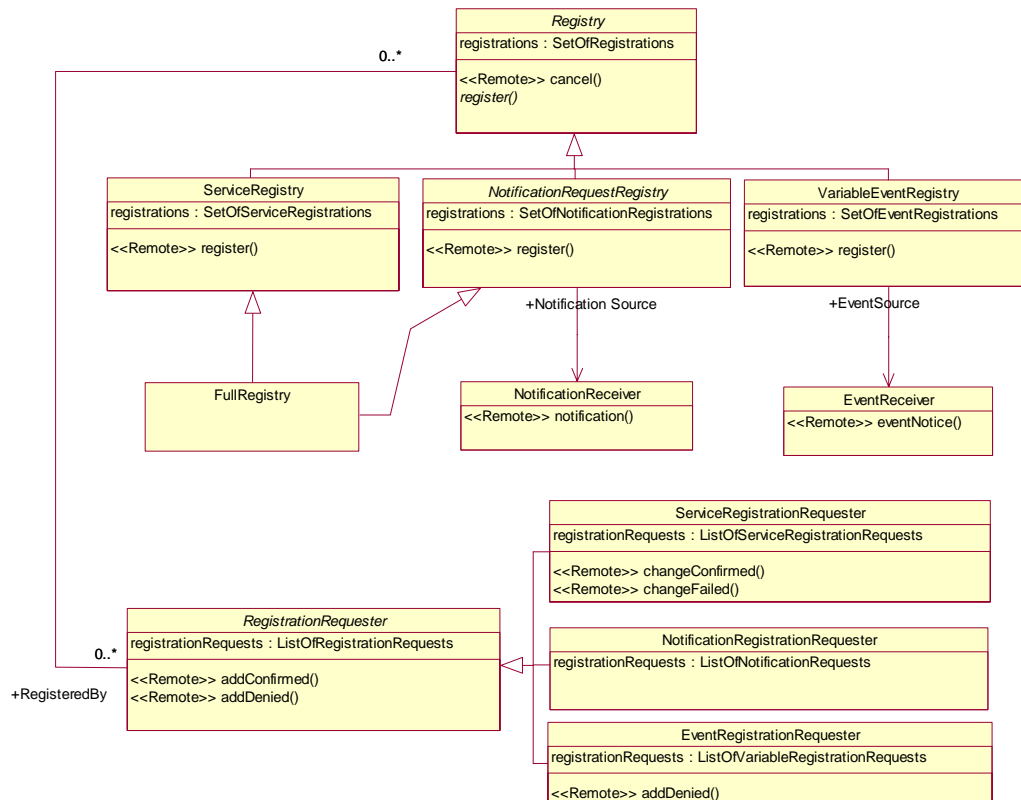 Registry
registrations : SetOfRegistrations
0..*
<<Remote>> cancel()
register()
ServiceRegistry
registrations : SetOfServiceRegistrations
<<Remote>> register()
NotificationRequestRegistry
registrations : SetOfNotificationRegistrations
<<Remote>> register()
VariableEventRegistry
registrations : SetOfEventRegistrations
<<Remote>> register()
+Notification Source
+EventSource
FullRegistry
NotificationReceiver
<<Remote>> notification()
EventReceiver
<<Remote>> eventNotice()
ServiceRegistrationRequester
registrationRequests : ListOfServiceRegistrationRequests
<<Remote>> changeConfirmed()
<<Remote>> changeFailed()
RegistrationRequester
registrationRequests : ListOfRegistrationRequests
<<Remote>> addConfirmed()
<<Remote>> addDenied()
0..*
+RegisteredBy
NotificationRegistrationRequester
registrationRequests : ListOfNotificationRequests
EventRegistrationRequester
registrationRequests : ListOfVariableRegistrationRequests
<<Remote>> addDenied()